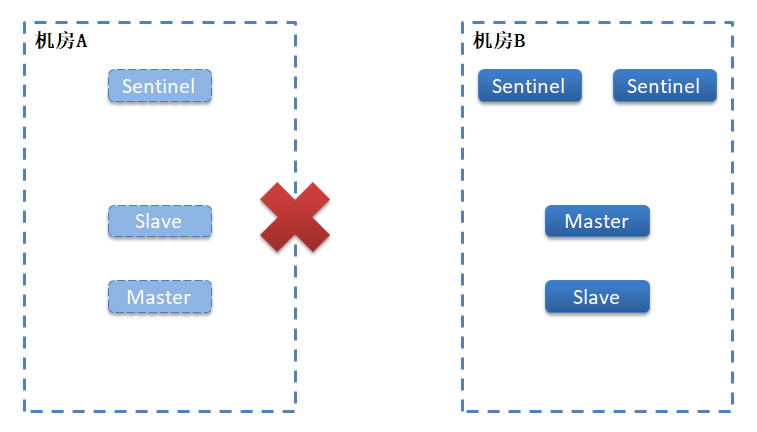 机房A
Sentinel
Slave
Master
机房B
Sentinel Sentinel
Master
Slave